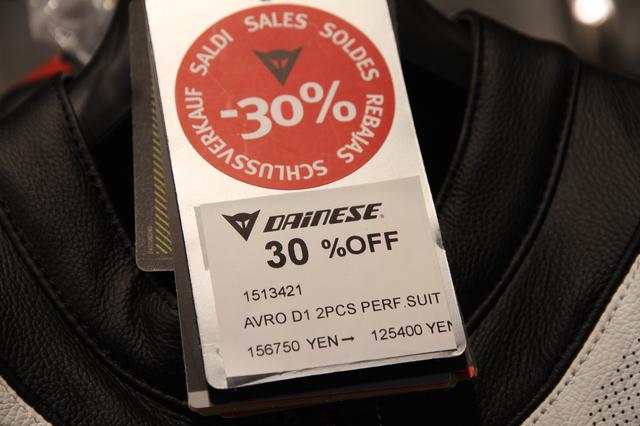 SALDI SALES SOLDES REBAJAS SCHLUSSVERKAUF
-30%
DAINESE
30 %OFF
1513421
AVRO D1 2PCS PERF.SUIT
156750 YEN→ 125400 YEN